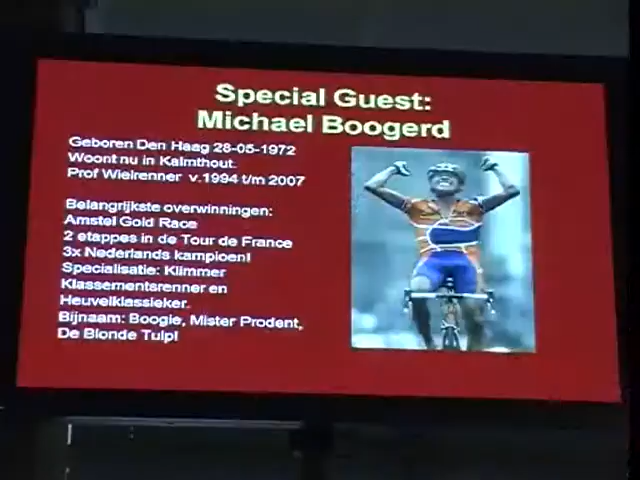 Special Guest:
Michael Boogerd
Geboren Den Haag 28-05-1972
Woont nu in Kalmthout.
Prof Wielrenner v.1994 t/m 2007
Belangrijkste overwinningen:
Amstel Gold Race
2 etappes in de Tour de France
3x Nederlands kampioen!
Specialisatie: Klimmer
Klassementsrenner en
Heuvelklassieker.
Bijnaam: Boogie, Mister Prodent,
De Blonde Tulp!